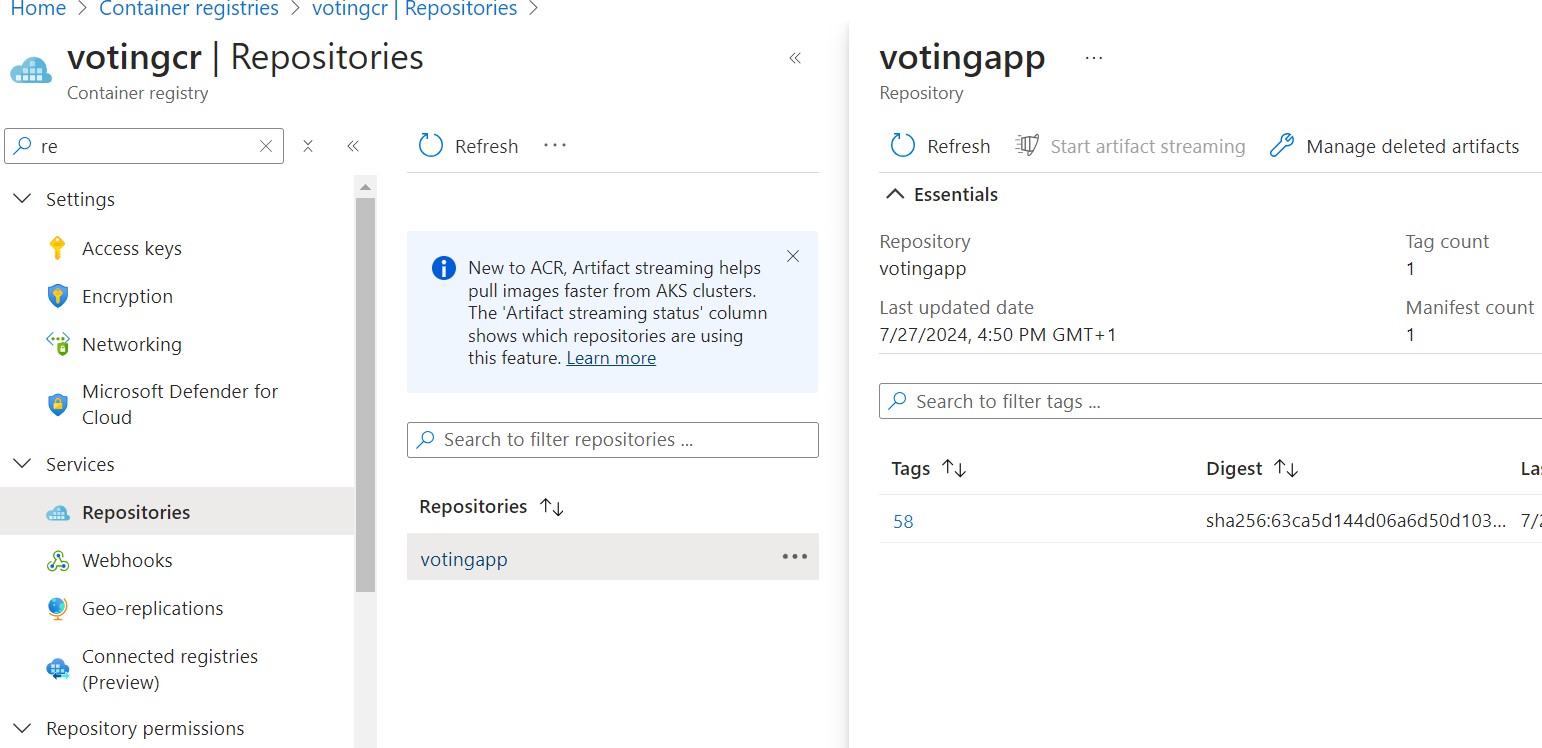 Home > Container registries > votingcr | Repositories >
votingcr | Repositories
Container registry
re
Settings
Access keys
Encryption
Networking
Microsoft Defender for
Cloud
Services
Repositories
Webhooks
Geo-replications
Connected registries
(Preview)
Repository permissions
Refresh
New to ACR, Artifact streaming helps
pull images faster from AKS clusters.
The 'Artifact streaming status' column
shows which repositories are using
this feature. Learn more
Search to filter repositories ...
Repositories
votingapp
votingapp
Repository
Refresh Start artifact streaming Manage deleted artifacts
Essentials
Repository
votingapp
Last updated date
7/27/2024, 4:50 PM GMT+1
Tag count
1
Manifest count
1
Search to filter tags ...
Tags Digest
58 sha256:63ca5d144d06a6d50d103...